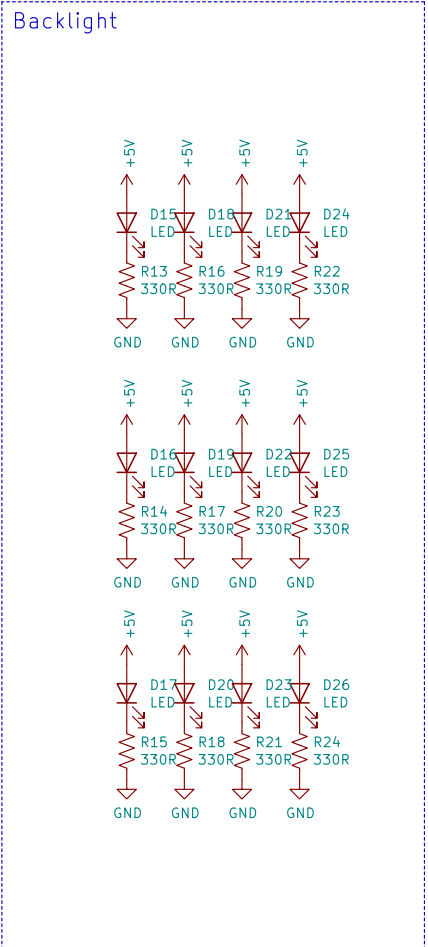 Backlight
+5V +5V +5V +5V
D15 D18 D21 D24
LED LED LED LED
R13 R16 R19 R22
330R 330R 330R 330R
GND GND GND GND
+5V +5V +5V +5V
D16 D19 D22 D25
LED LED LED LED
R14 R17 R20 R23
330R 330R 330R 330R
GND GND GND GND
+5V +5V +5V +5V
D17 D20 D23 D26
LED LED LED LED
R15 R18 R21 R24
330R 330R 330R 330R
GND GND GND GND